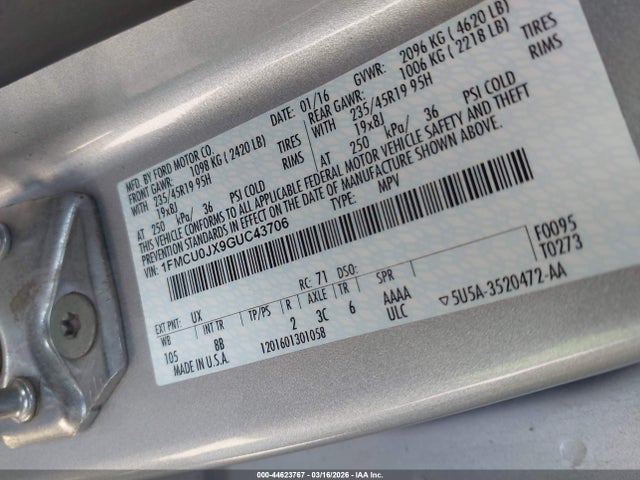 MFD. BY FORD MOTOR CO.
DATE: 01/16
GVWR: 2096 KG ( 4620 LB)
FRONT GAWR: 1098 KG ( 2420 LB)
REAR GAWR: 1006 KG ( 2218 LB)
WITH 235/45R19 95H TIRES
WITH 235/45R19 95H TIRES
19x8J RIMS
19x8J RIMS
AT 250 kPa/ 36 PSI COLD
AT 250 kPa/ 36 PSI COLD
THIS VEHICLE CONFORMS TO ALL APPLICABLE FEDERAL MOTOR VEHICLE SAFETY AND THEFT
PREVENTION STANDARDS IN EFFECT ON THE DATE OF MANUFACTURE SHOWN ABOVE.
VIN: 1FMCU0JX9GUC43706
TYPE: MPV
F0095
T0273
RC: 71 DSO:
EXT PNT: UX
WB INT TR TP/PS R AXLE TR SPR
105 8B 2 3C 6 AAAA
ULC
▽5U5A-3520472-AA
MADE IN U.S.A. 1201601301058
000-44623767 - 03/16/2026 - IAA Inc.